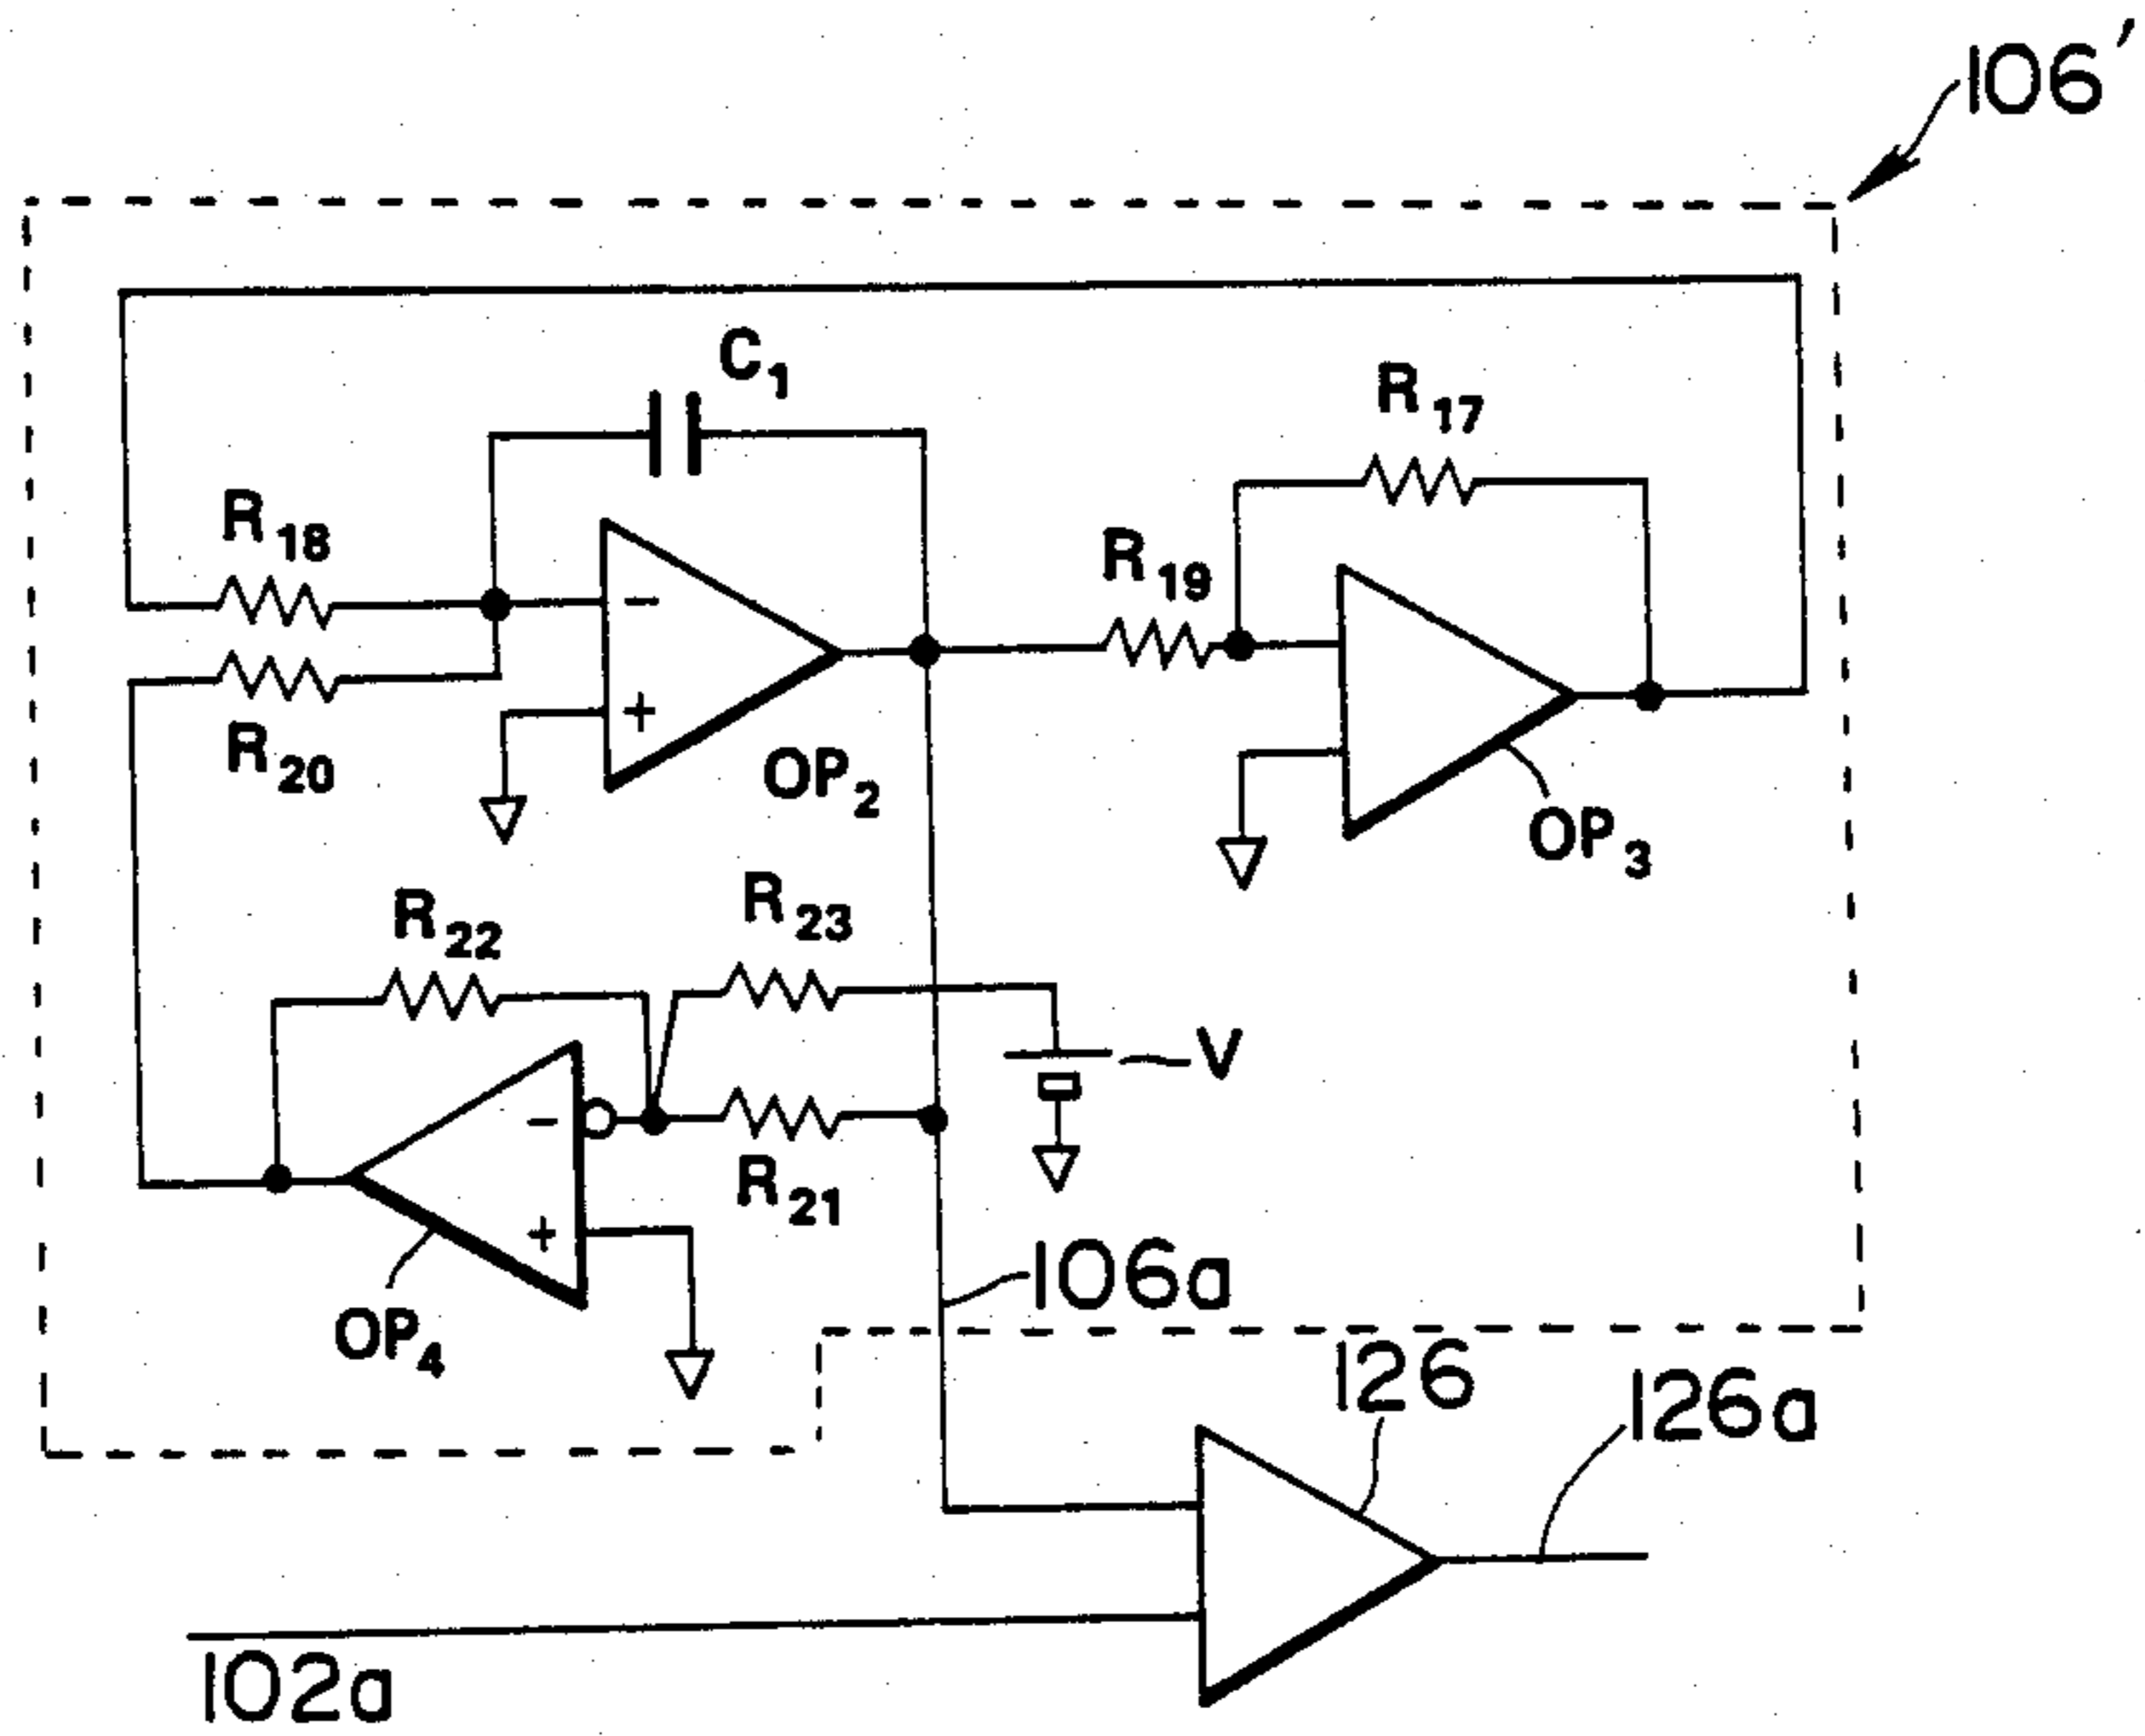 106'
C1
R17
R18
R19
−
+
R20
OP2
OP3
R22
R23
V
−
R21
+
106a
OP4
126
126a
102a